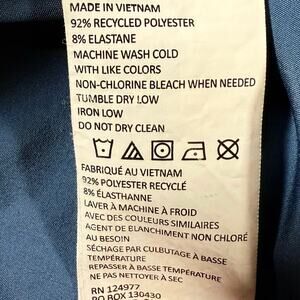 MADE IN VIETNAM
92% RECYCLED POLYESTER
8% ELASTANE
MACHINE WASH COLD
WITH LIKE COLORS
NON-CHLORINE BLEACH WHEN NEEDED
TUMBLE DRY LOW
IRON LOW
DO NOT DRY CLEAN
FABRIQUÉ AU VIETNAM
92% POLYESTER RECYCLÉ
8% ÉLASTHANNE
LAVER À MACHINE À FROID
AVEC DES COULEURS SIMILAIRES
AGENT DE BLANCHIMENT NON CHLORÉ
AU BESOIN
SÉCHAGE PAR CULBUTAGE À BASSE
TEMPÉRATURE
REPASSER À BASSE TEMPÉRATURE
NE PAS NETTOYER À SEC
RN 124977
PO BOX 130430